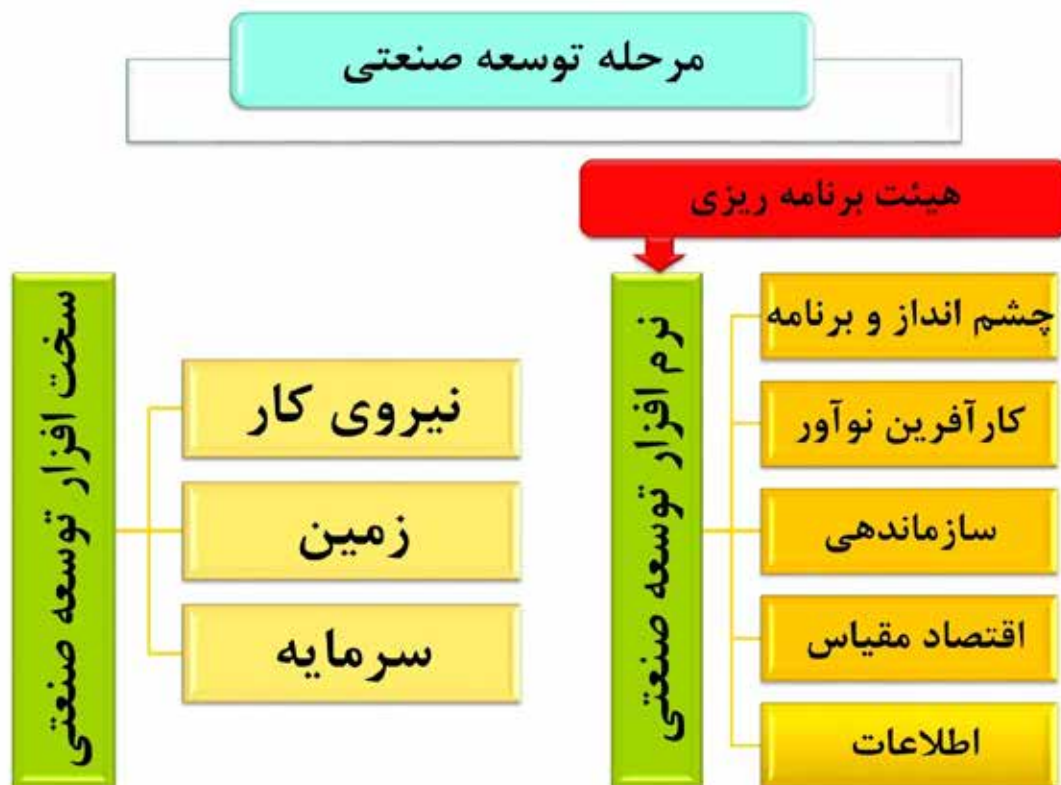 مرحله توسعه صنعتی
هیئت برنامه ریزی
نرم افزار توسعه صنعتی
چشم انداز و برنامه
کارآفرین نوآور
سازماندهی
اقتصاد مقیاس
اطلاعات
سخت افزار توسعه صنعتی
نیروی کار
زمین
سرمایه